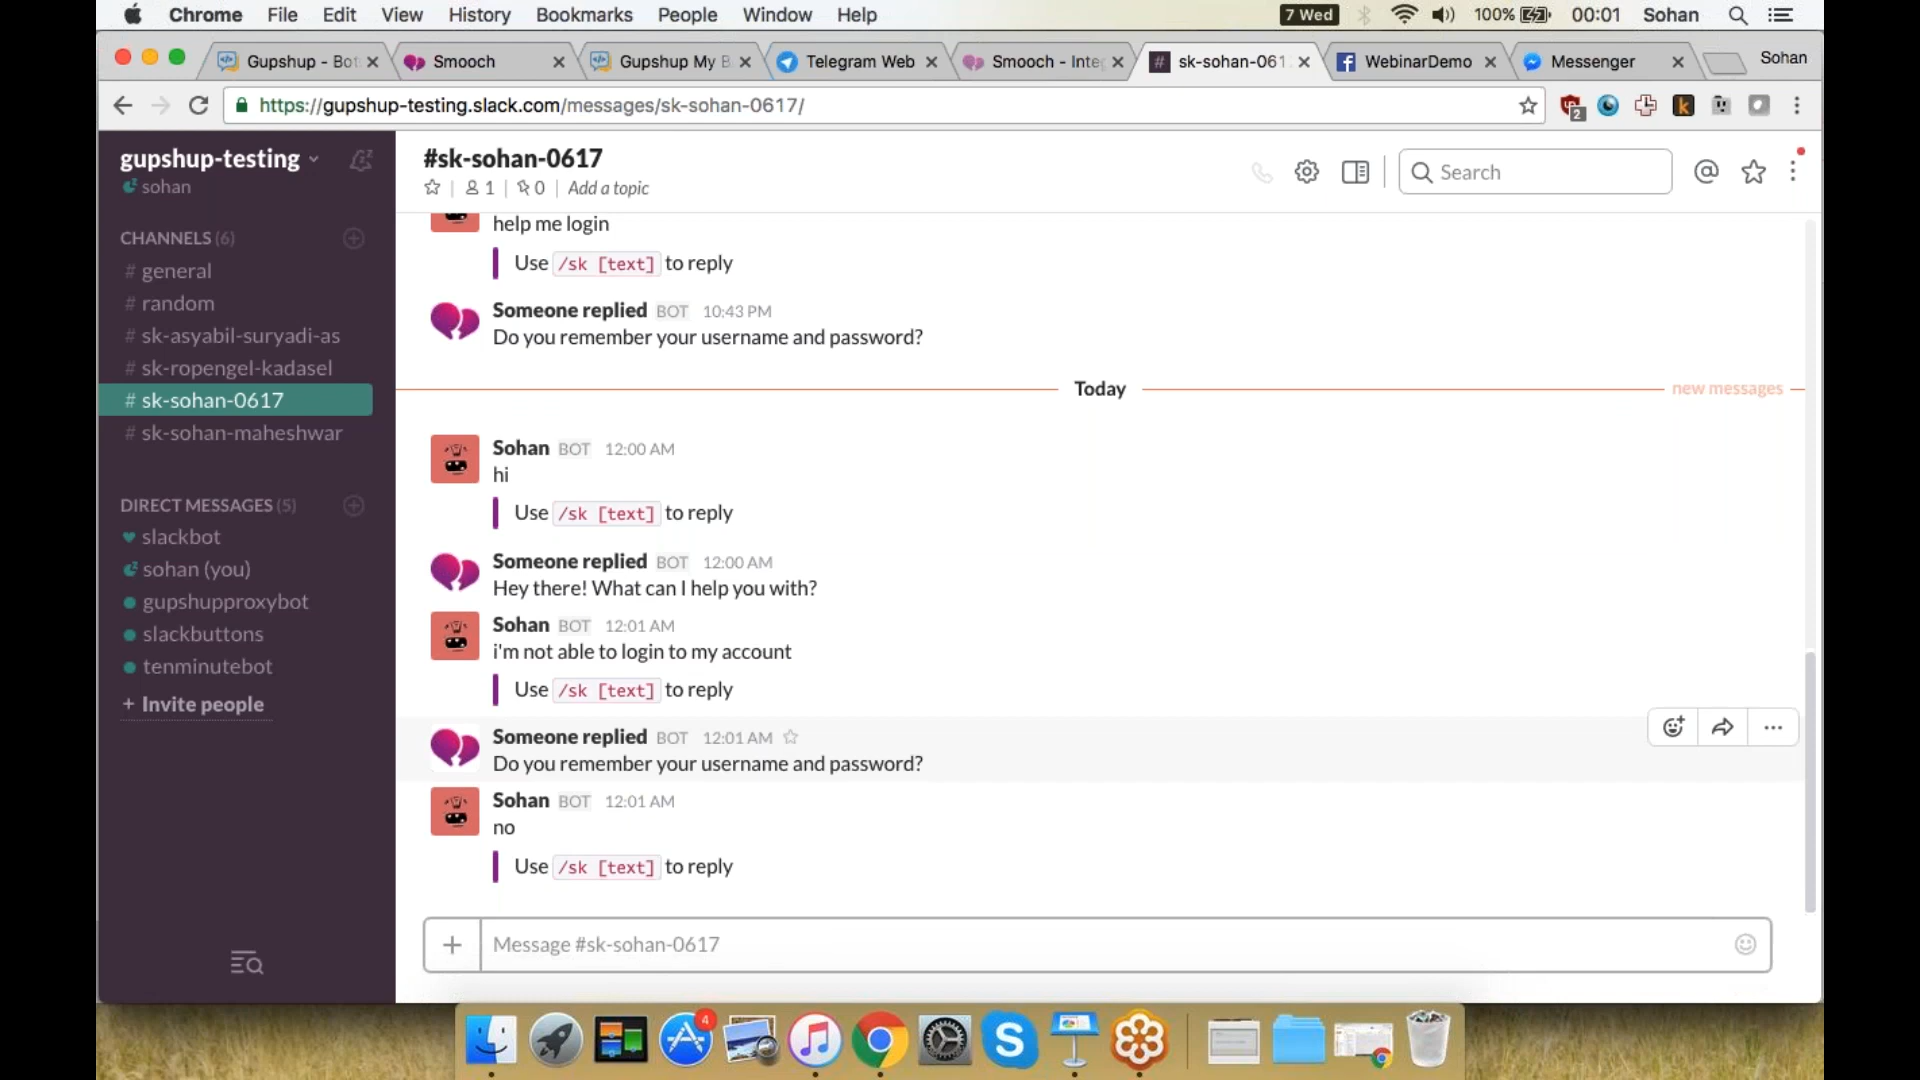 Chrome File Edit View History Bookmarks People Window Help 7 Wed 100% 00:01 Sohan
Gupshup - Bot Smooch Gupshup My B Telegram Web Smooch - Inte sk-sohan-061 WebinarDemo Messenger Sohan
https://gupshup-testing.slack.com/messages/sk-sohan-0617/ 2
gupshup-testing
sohan
CHANNELS (6)
# general
# random
# sk-asyabil-suryadi-as
# sk-ropengel-kadasel
# sk-sohan-0617
# sk-sohan-maheshwar
DIRECT MESSAGES (5)
slackbot
sohan (you)
gupshupproxybot
slackbuttons
tenminutebot
+ Invite people
#sk-sohan-0617
1 | 0 | Add a topic
Search
help me login
Use /sk [text] to reply
Someone replied BOT 10:43 PM
Do you remember your username and password?
Today
new messages
Sohan BOT 12:00 AM
hi
Use /sk [text] to reply
Someone replied BOT 12:00 AM
Hey there! What can I help you with?
Sohan BOT 12:01 AM
i'm not able to login to my account
Use /sk [text] to reply
Someone replied BOT 12:01 AM
Do you remember your username and password?
Sohan BOT 12:01 AM
no
Use /sk [text] to reply
Message #sk-sohan-0617
4